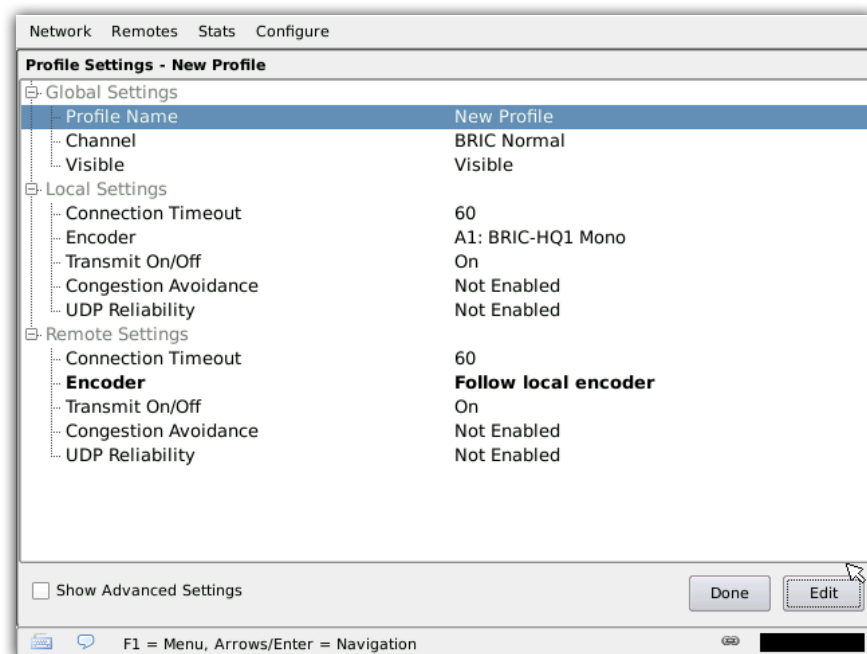 Network Remotes Stats Configure
Profile Settings - New Profile
Global Settings
Profile Name New Profile
Channel BRIC Normal
Visible Visible
Local Settings
Connection Timeout 60
Encoder A1: BRIC-HQ1 Mono
Transmit On/Off On
Congestion Avoidance Not Enabled
UDP Reliability Not Enabled
Remote Settings
Connection Timeout 60
Encoder Follow local encoder
Transmit On/Off On
Congestion Avoidance Not Enabled
UDP Reliability Not Enabled
Show Advanced Settings Done Edit
F1 = Menu, Arrows/Enter = Navigation